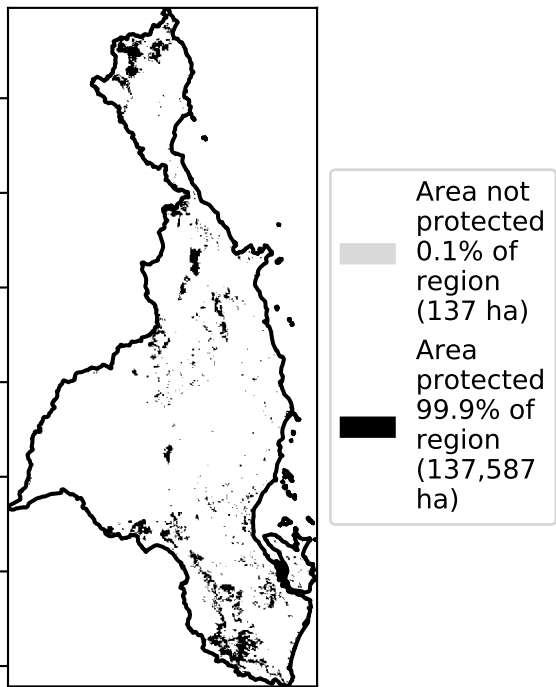 Area not
protected
0.1% of
region
(137 ha)
Area
protected
99.9% of
region
(137,587
ha)